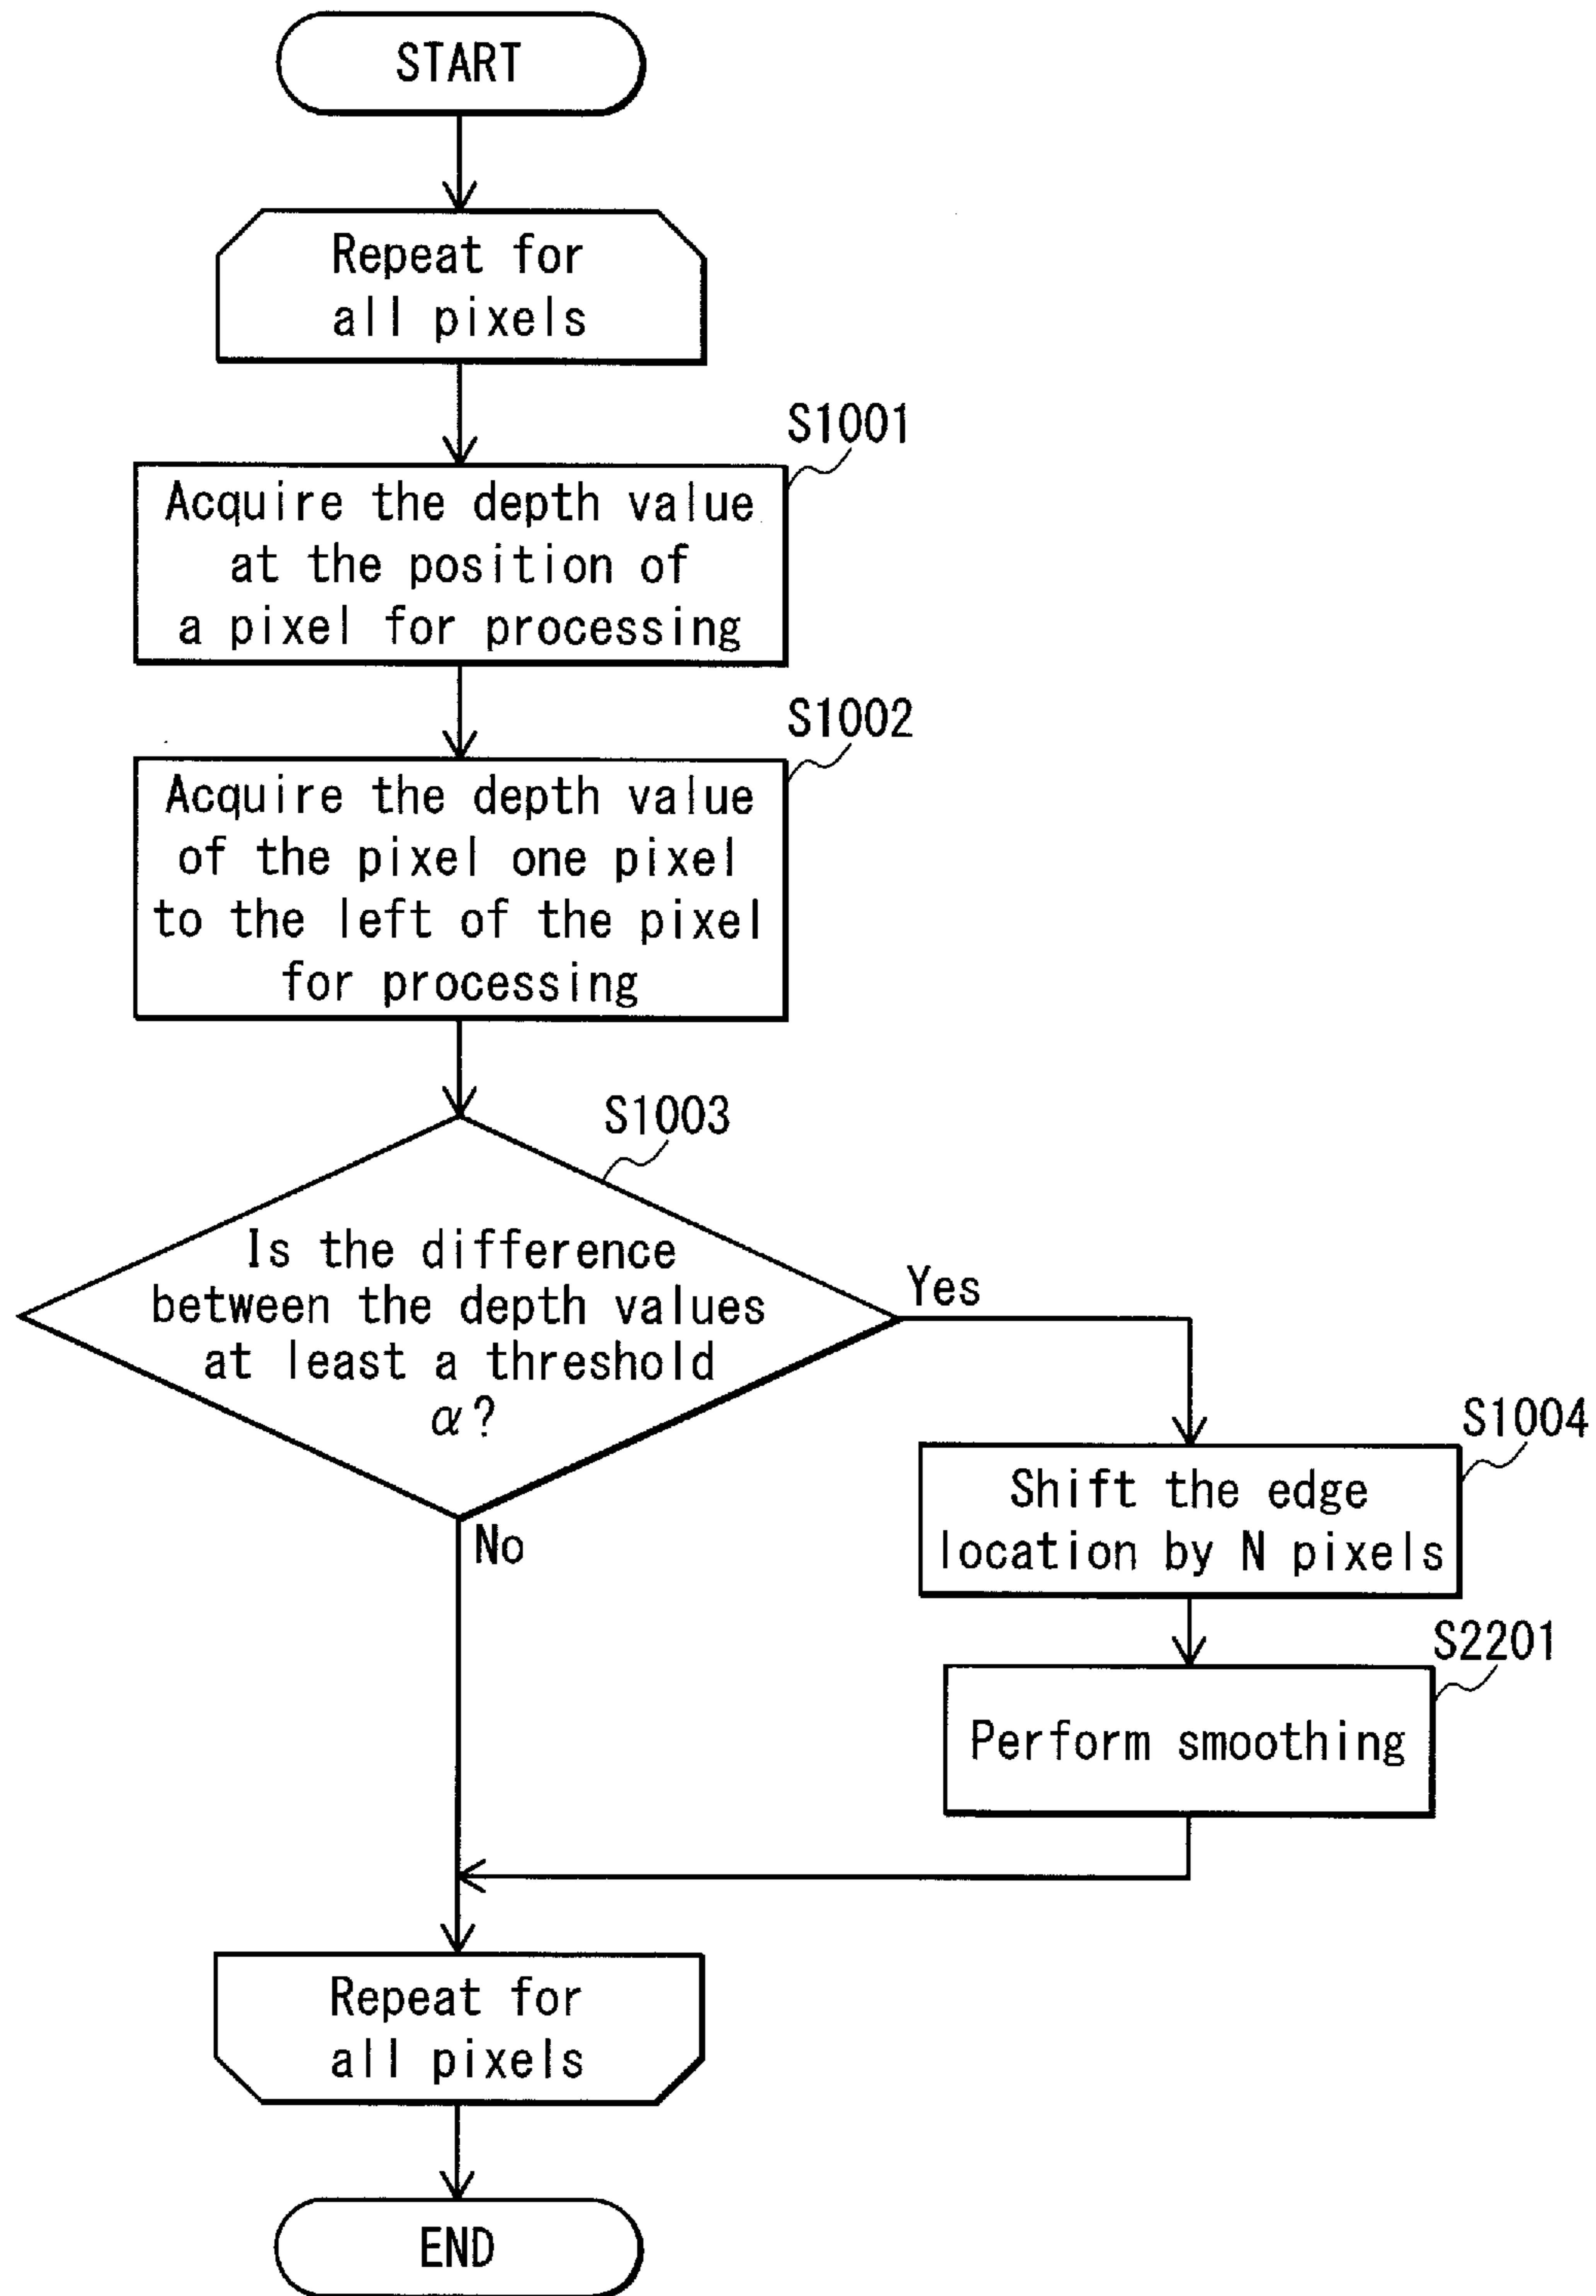 START
Repeat for
all pixels
S1001
Acquire the depth value
at the position of
a pixel for processing
S1002
Acquire the depth value
of the pixel one pixel
to the left of the pixel
for processing
S1003
Is the difference
between the depth values
at least a threshold
α?
Yes
No
S1004
Shift the edge
location by N pixels
S2201
Perform smoothing
Repeat for
all pixels
END